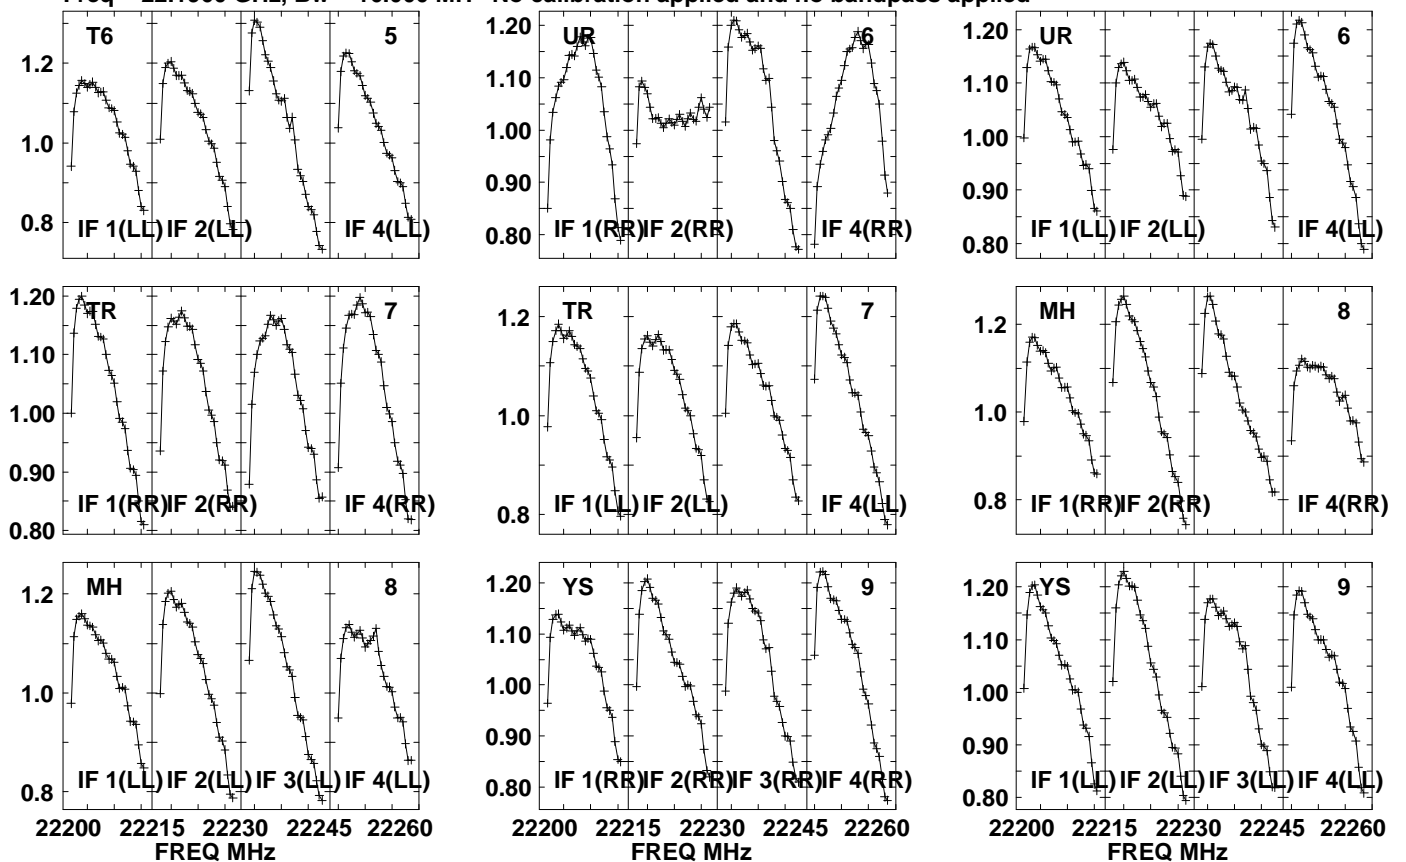 No calibration applied and no bandpass applied
T6 5
1.2
1.0
0.8
IF 1(LL) IF 2(LL) IF 4(LL)
UR 6
1.20
1.10
1.00
0.90
0.80
IF 1(RR) IF 2(RR) IF 4(RR)
UR 6
1.20
1.10
1.00
0.90
0.80
IF 1(LL) IF 2(LL) IF 4(LL)
TR 7
1.20
1.10
1.00
0.90
0.80
IF 1(RR) IF 2(RR) IF 4(RR)
TR 7
1.2
1.0
0.8
IF 1(LL) IF 2(LL) IF 4(LL)
MH 8
1.2
1.0
0.8
IF 1(RR) IF 2(RR) IF 4(RR)
MH 8
1.2
1.0
0.8
IF 1(LL) IF 2(LL) IF 3(LL) IF 4(LL)
22200 22215 22230 22245 22260
FREQ MHz
YS 9
1.20
1.10
1.00
0.90
0.80
IF 1(RR) IF 2(RR) IF 3(RR) IF 4(RR)
22200 22215 22230 22245 22260
FREQ MHz
YS 9
1.20
1.10
1.00
0.90
0.80
IF 1(LL) IF 2(LL) IF 3(LL) IF 4(LL)
22200 22215 22230 22245 22260
FREQ MHz